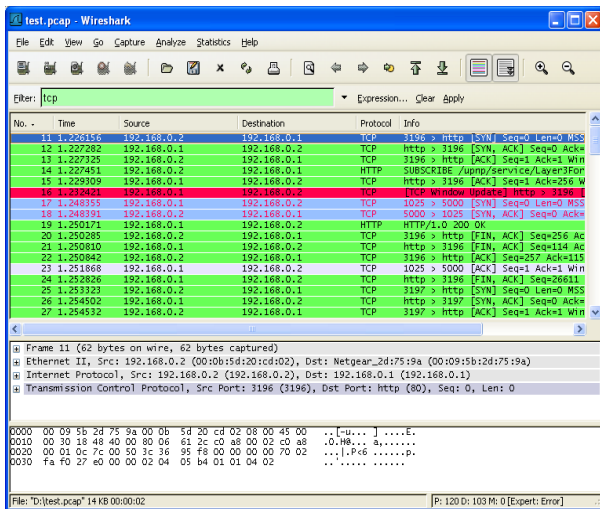 test.pcap - Wireshark
File Edit View Go Capture Analyze Statistics Help
Filter: tcp Expression... Clear Apply
No. - Time Source Destination Protocol Info
11 1.226156 192.168.0.2 192.168.0.1 TCP 3196 > http [SYN] Seq=0 Len=0 MSS
12 1.227282 192.168.0.1 192.168.0.2 TCP http > 3196 [SYN, ACK] Seq=0 Ack=
13 1.227325 192.168.0.2 192.168.0.1 TCP 3196 > http [ACK] Seq=1 Ack=1 Win
14 1.227451 192.168.0.2 192.168.0.1 HTTP SUBSCRIBE /upnp/service/Layer3For
15 1.229309 192.168.0.1 192.168.0.2 TCP http > 3196 [ACK] Seq=1 Ack=256 W
16 1.232421 192.168.0.1 192.168.0.2 TCP [TCP Window Update] http > 3196 [
17 1.248355 192.168.0.1 192.168.0.2 TCP 1025 > 5000 [SYN] Seq=0 Len=0 MSS
18 1.248391 192.168.0.2 192.168.0.1 TCP 5000 > 1025 [SYN, ACK] Seq=0 Ack=
19 1.250171 192.168.0.1 192.168.0.2 HTTP HTTP/1.0 200 OK
20 1.250285 192.168.0.2 192.168.0.1 TCP 3196 > http [FIN, ACK] Seq=256 Ac
21 1.250810 192.168.0.1 192.168.0.2 TCP http > 3196 [FIN, ACK] Seq=114 Ac
22 1.250842 192.168.0.2 192.168.0.1 TCP 3196 > http [ACK] Seq=257 Ack=115
23 1.251868 192.168.0.1 192.168.0.2 TCP 1025 > 5000 [ACK] Seq=1 Ack=1 Win
24 1.252826 192.168.0.1 192.168.0.2 TCP http > 3196 [FIN, ACK] Seq=26611
25 1.253323 192.168.0.2 192.168.0.1 TCP 3197 > http [SYN] Seq=0 Len=0 MSS
26 1.254502 192.168.0.1 192.168.0.2 TCP http > 3197 [SYN, ACK] Seq=0 Ack=
27 1.254532 192.168.0.2 192.168.0.1 TCP 3197 > http [ACK] Seq=1 Ack=1 Win
Frame 11 (62 bytes on wire, 62 bytes captured)
Ethernet II, Src: 192.168.0.2 (00:0b:5d:20:cd:02), Dst: Netgear_2d:75:9a (00:09:5b:2d:75:9a)
Internet Protocol, Src: 192.168.0.2 (192.168.0.2), Dst: 192.168.0.1 (192.168.0.1)
Transmission Control Protocol, Src Port: 3196 (3196), Dst Port: http (80), Seq: 0, Len: 0
0000 00 09 5b 2d 75 9a 00 0b 5d 20 cd 02 08 00 45 00 ..[-u... ] ....E.
0010 00 30 18 48 40 00 80 06 61 2c c0 a8 00 02 c0 a8 .0.H@... a,......
0020 00 01 0c 7c 00 50 3c 36 95 f8 00 00 00 00 70 02 ...|.P<6 ......p.
0030 fa f0 27 e0 00 00 02 04 05 b4 01 01 04 02 ..'..... ......
File: "D:\test.pcap" 14 KB 00:00:02 P: 120 D: 103 M: 0 [Expert: Error]